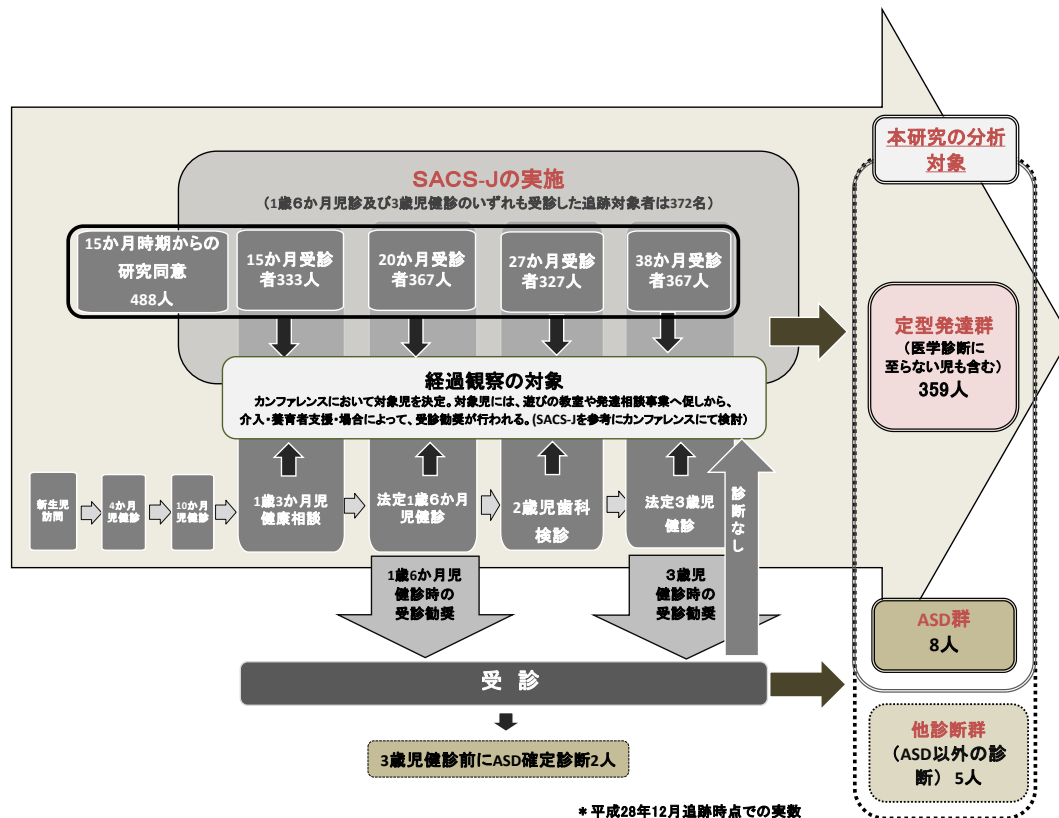 本研究の分析
対象
SACS-Jの実施
（1歳6か月児診及び3歳児健診のいずれも受診した追跡対象者は372名）
15か月時期からの
研究同意
488人
15か月受診
者333人
20か月受診
者367人
27か月受診
者327人
38か月受診
者367人
定型発達群
（医学診断に
至らない児も含む）
359人
経過観察の対象
カンファレンスにおいて対象児を決定。対象児には、遊びの教室や発達相談事業へ促しから、
介入・養育者支援・場合によって、受診勧奨が行われる。(SACS-Jを参考にカンファレンスにて検討）
新生児
訪問
4か月
児健診
10か月
児健診
1歳3か月児
健康相談
法定1歳6か月
児健診
2歳児歯科
検診
法定3歳児
健診
診断なし
1歳6か月児
健診時の
受診勧奨
3歳児
健診時の
受診勧奨
ASD群
8人
受 診
他診断群
（ASD以外の診
断） 5人
3歳児健診前にASD確定診断2人
＊平成28年12月追跡時点での実数